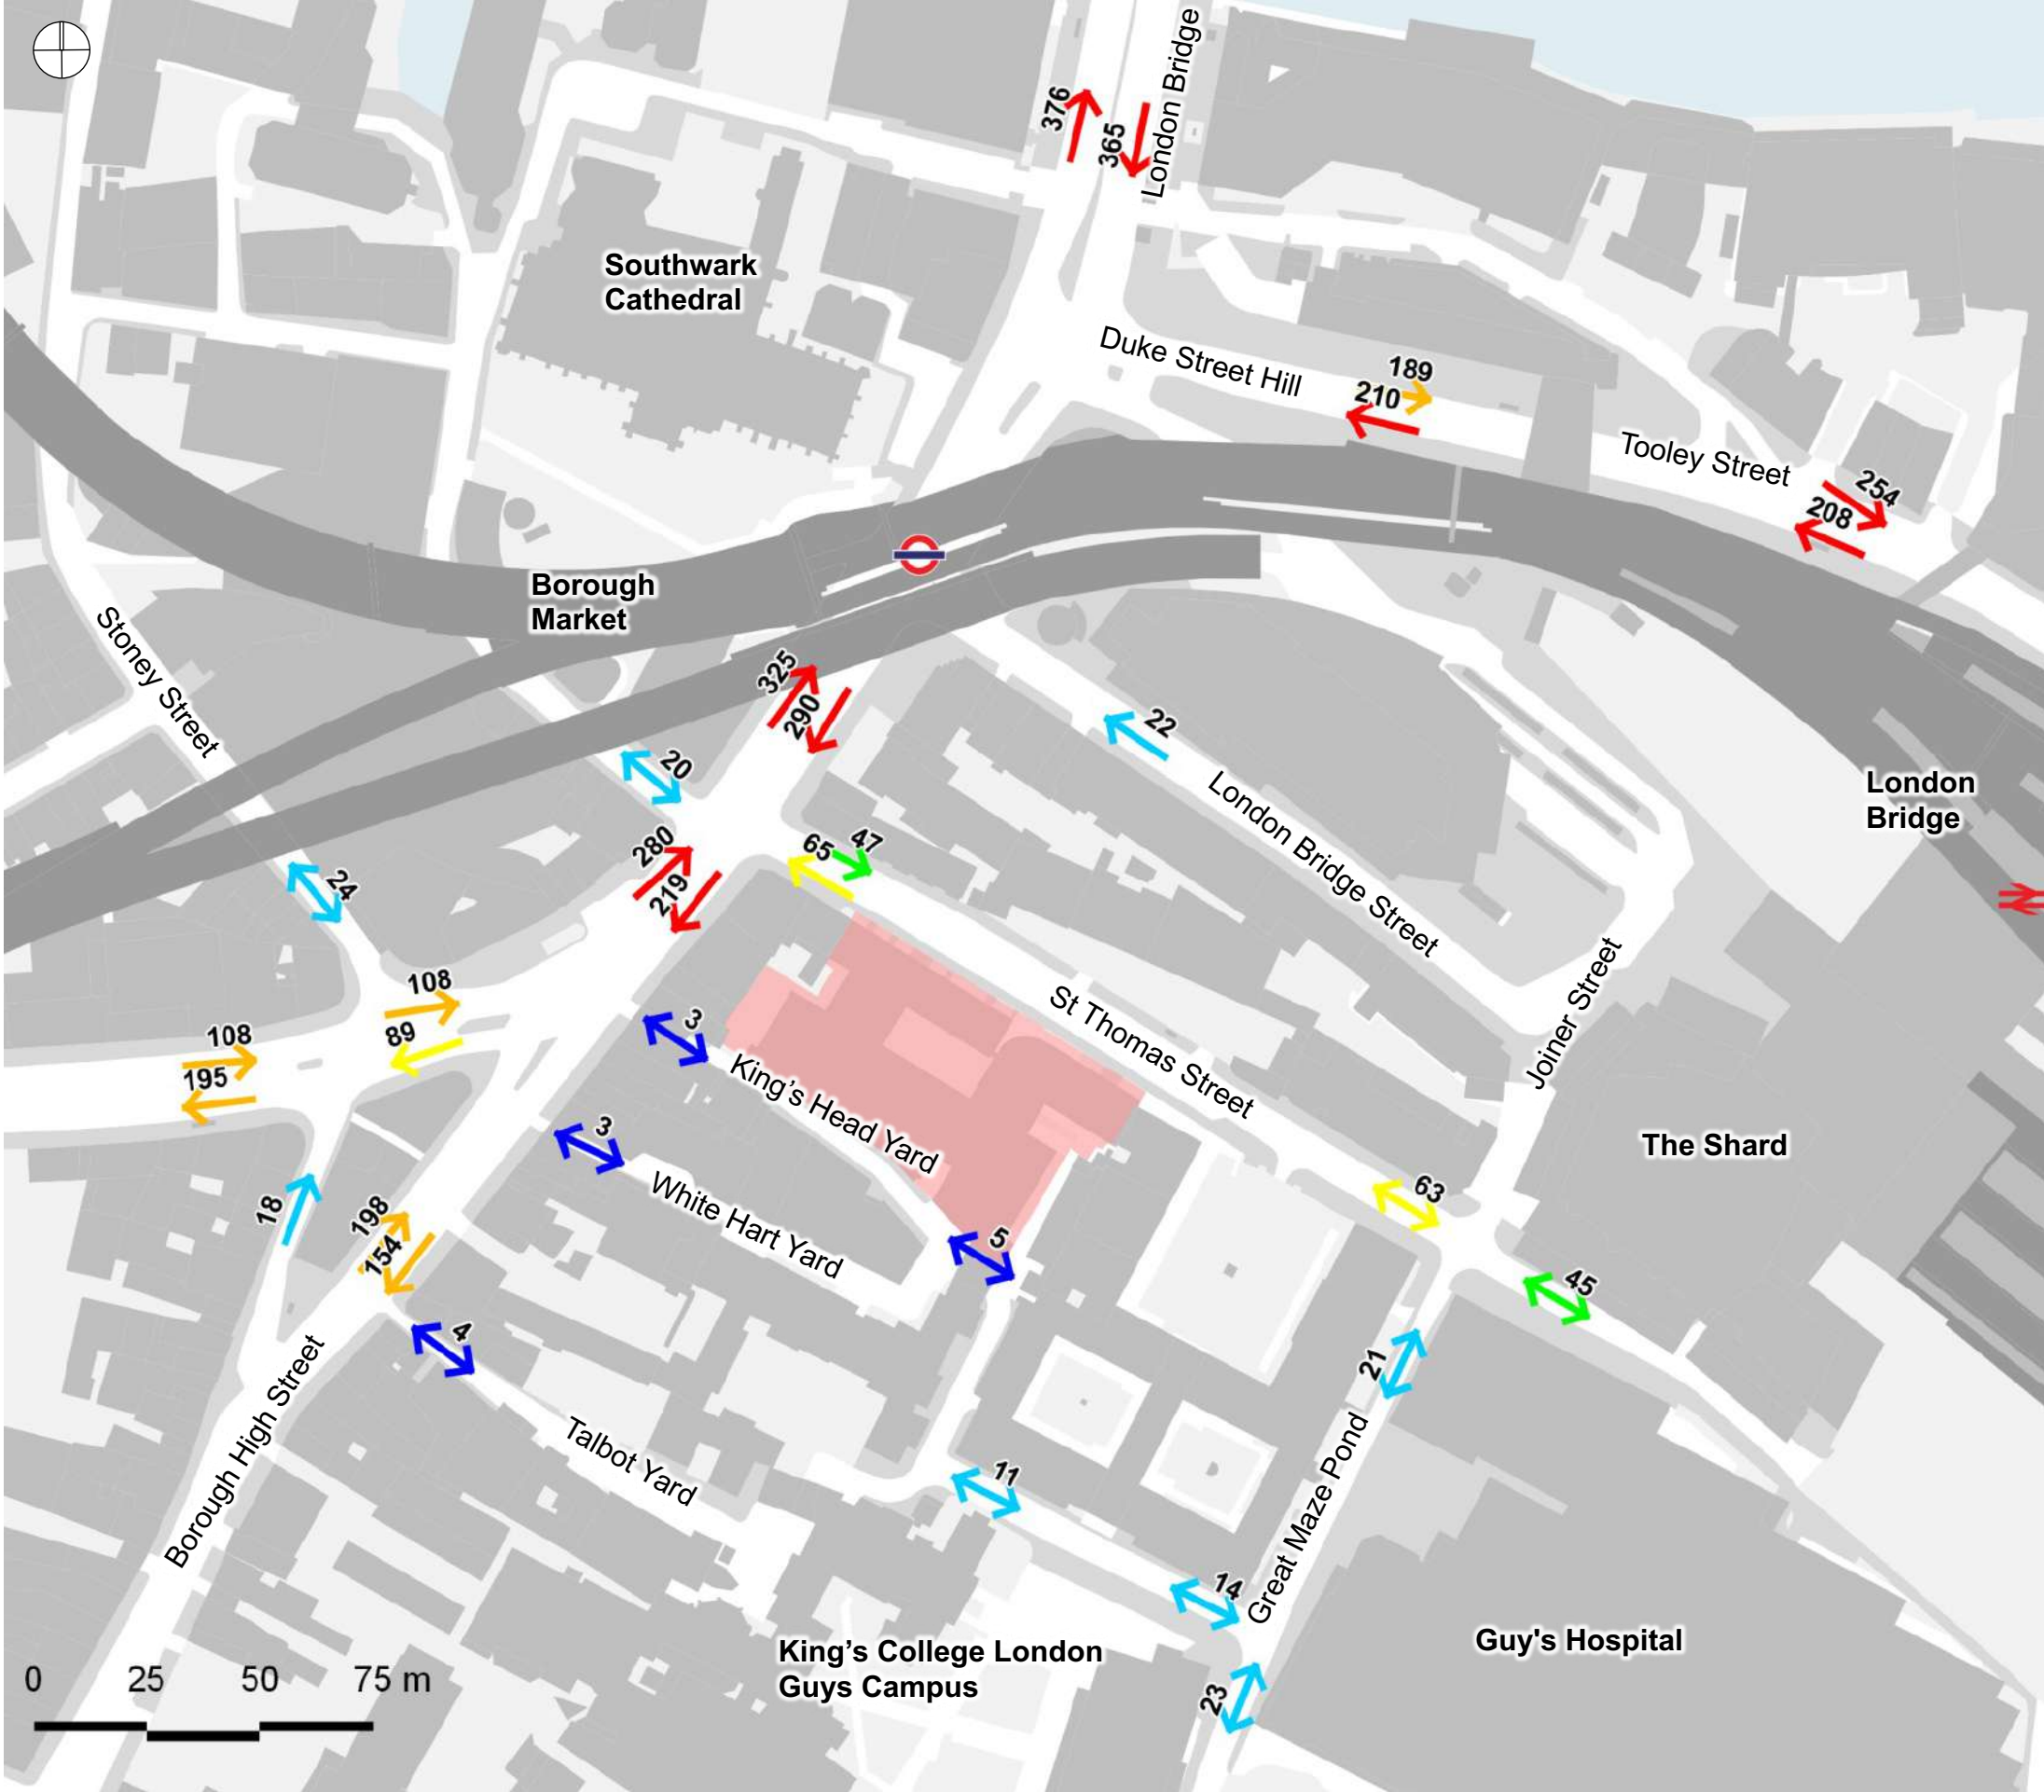 London Bridge
376
365
Southwark
Cathedral
Duke Street Hill
189
210
Tooley Street
254
208
Borough
Market
Stoney Street
325
290
22
20
London Bridge Street
London
Bridge
280
219
65
47
24
108
89
108
195
3
King's Head Yard
St Thomas Street
Joiner Street
The Shard
3
White Hart Yard
63
18
198
154
5
45
4
21
Borough High Street
Talbot Yard
11
Great Maze Pond
14
King's College London
Guys Campus
Guy's Hospital
23
0 25 50 75 m